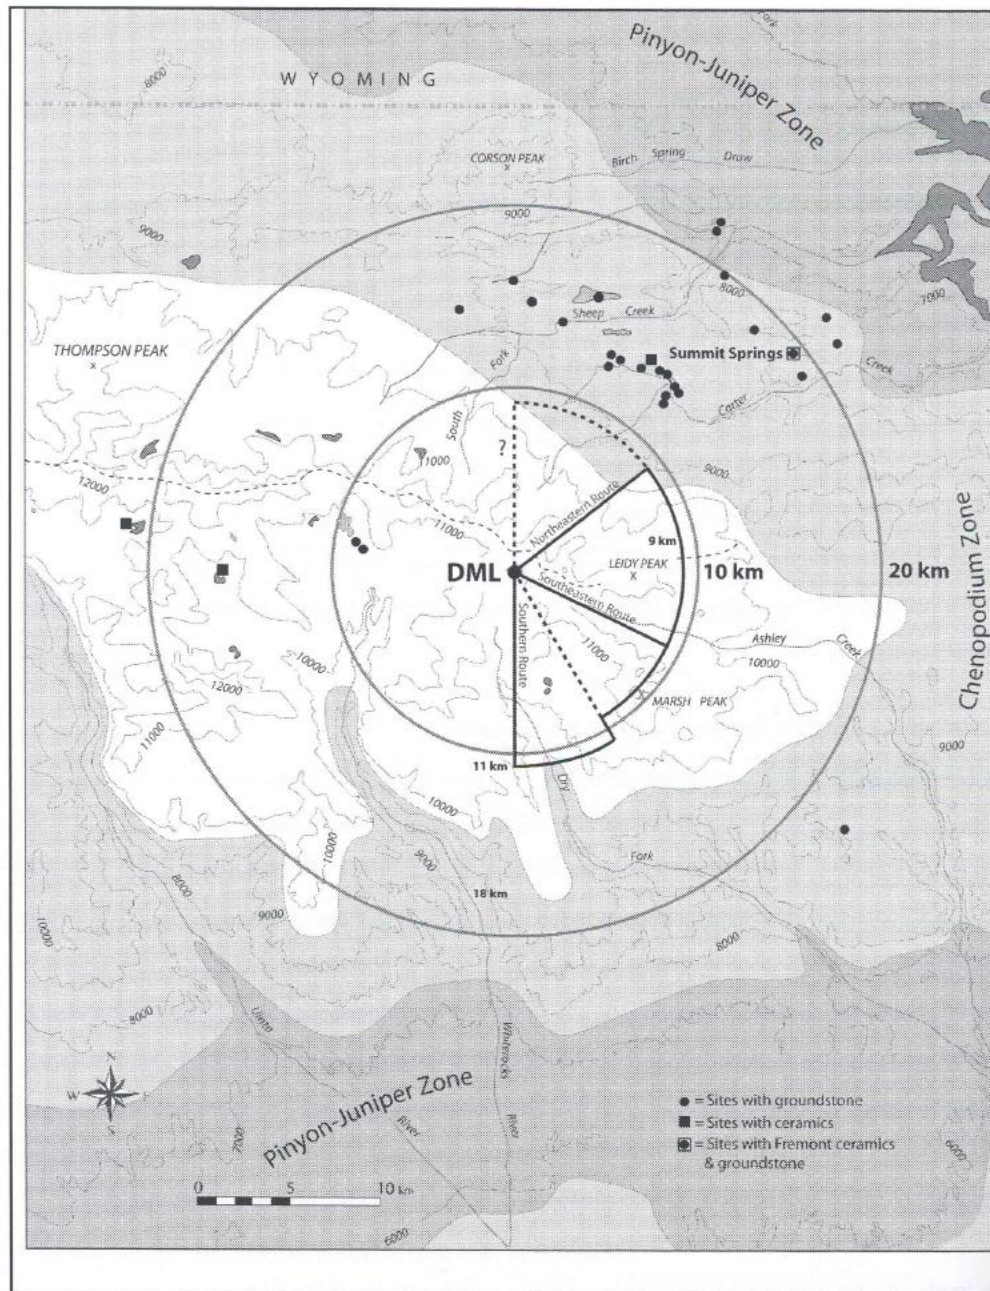 Fork
Pinyon-Juniper Zone
8000
WYOMING
CORSON PEAK
Birch Spring Draw
9000
9000
8000
7000
Sheep Creek
THOMPSON PEAK
Summit Springs
Fork
Creek
Carter
South
?
11000
12000
9000
11000
Northeastern Route
9 km
LEIDY PEAK
DML
10 km
20 km
Southeastern Route
Southern Route
Chenopodium Zone
Ashley Creek
11000
10000
10000
12000
MARSH PEAK
11000
9000
11 km
Dry
10000
10000
Fork
9000
8000
18 km
9000
10000
8000
8000
Uinta
Whiterocks
N
W E
S
Pinyon-Juniper Zone
= Sites with groundstone
= Sites with ceramics
= Sites with Fremont ceramics
& groundstone
7000
River
River
6000
0 5 10 km
6000